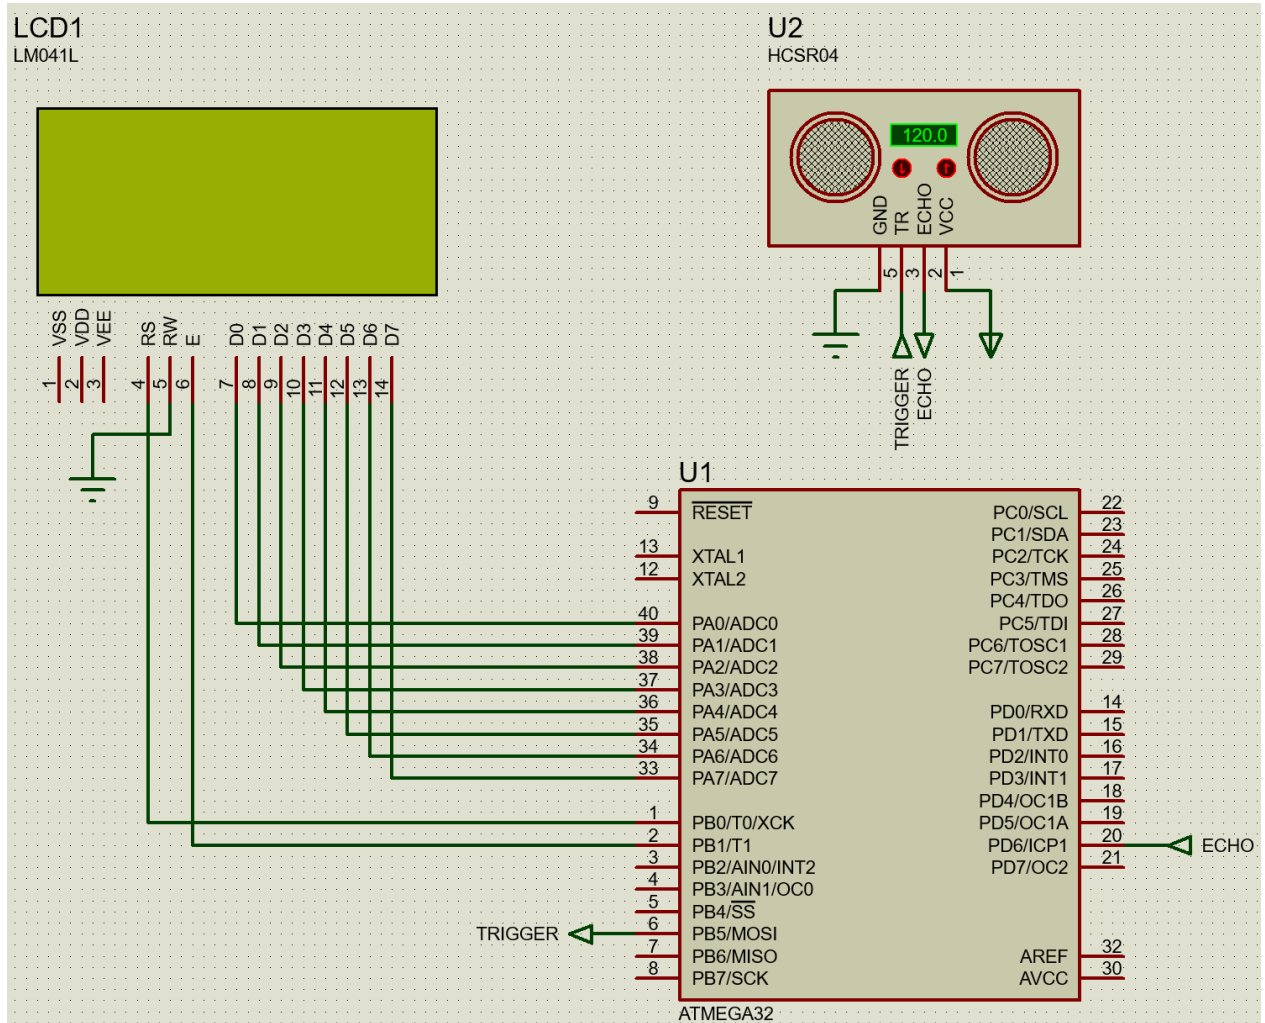 LCD1
LM041L
VSS
VDD
VEE
RS
RW
E
D0
D1
D2
D3
D4
D5
D6
D7
1
2
3
4
5
6
7
8
9
10
11
12
13
14
U2
HCSR04
120.0
GND
TR
ECHO
VCC
5
3
2
1
TRIGGER
ECHO
U1
9 RESET
13 XTAL1
12 XTAL2
40 PA0/ADC0
39 PA1/ADC1
38 PA2/ADC2
37 PA3/ADC3
36 PA4/ADC4
35 PA5/ADC5
34 PA6/ADC6
33 PA7/ADC7
1 PB0/T0/XCK
2 PB1/T1
3 PB2/AIN0/INT2
4 PB3/AIN1/OC0
5 PB4/SS
TRIGGER 6 PB5/MOSI
7 PB6/MISO
8 PB7/SCK
PC0/SCL 22
PC1/SDA 23
PC2/TCK 24
PC3/TMS 25
PC4/TDO 26
PC5/TDI 27
PC6/TOSC1 28
PC7/TOSC2 29
PD0/RXD 14
PD1/TXD 15
PD2/INT0 16
PD3/INT1 17
PD4/OC1B 18
PD5/OC1A 19
PD6/ICP1 20 ECHO
PD7/OC2 21
AREF 32
AVCC 30
ATMEGA32